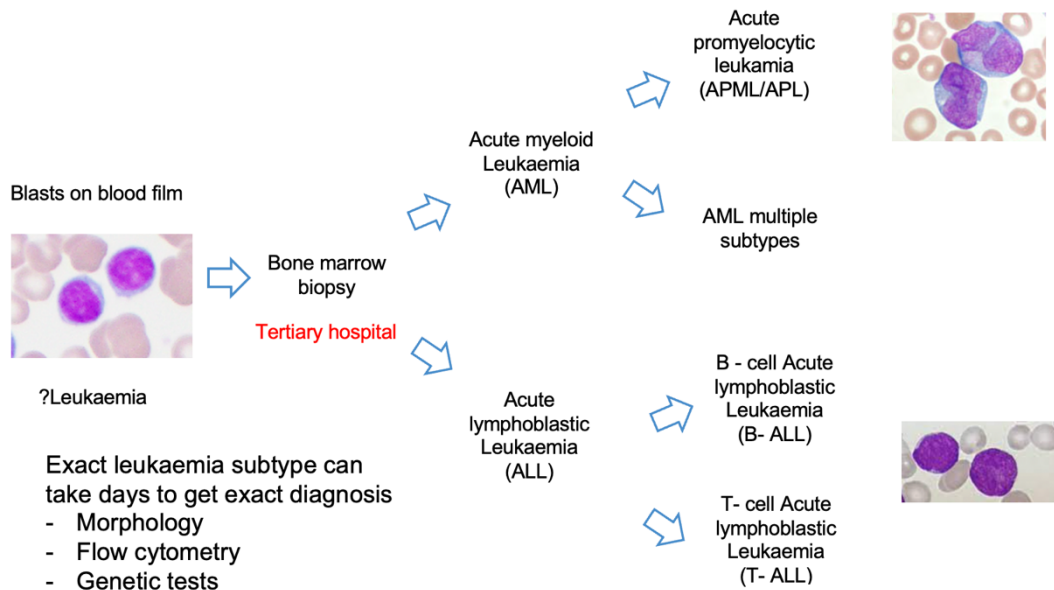 Blasts on blood film
?Leukaemia
Bone marrow
biopsy
Tertiary hospital
Acute myeloid
Leukaemia
(AML)
Acute
promyelocytic
leukamia
(APML/APL)
AML multiple
subtypes
Acute
lymphoblastic
Leukaemia
(ALL)
B - cell Acute
lymphoblastic
Leukaemia
(B- ALL)
T- cell Acute
lymphoblastic
Leukaemia
(T- ALL)
Exact leukaemia subtype can
take days to get exact diagnosis
- Morphology
- Flow cytometry
- Genetic tests